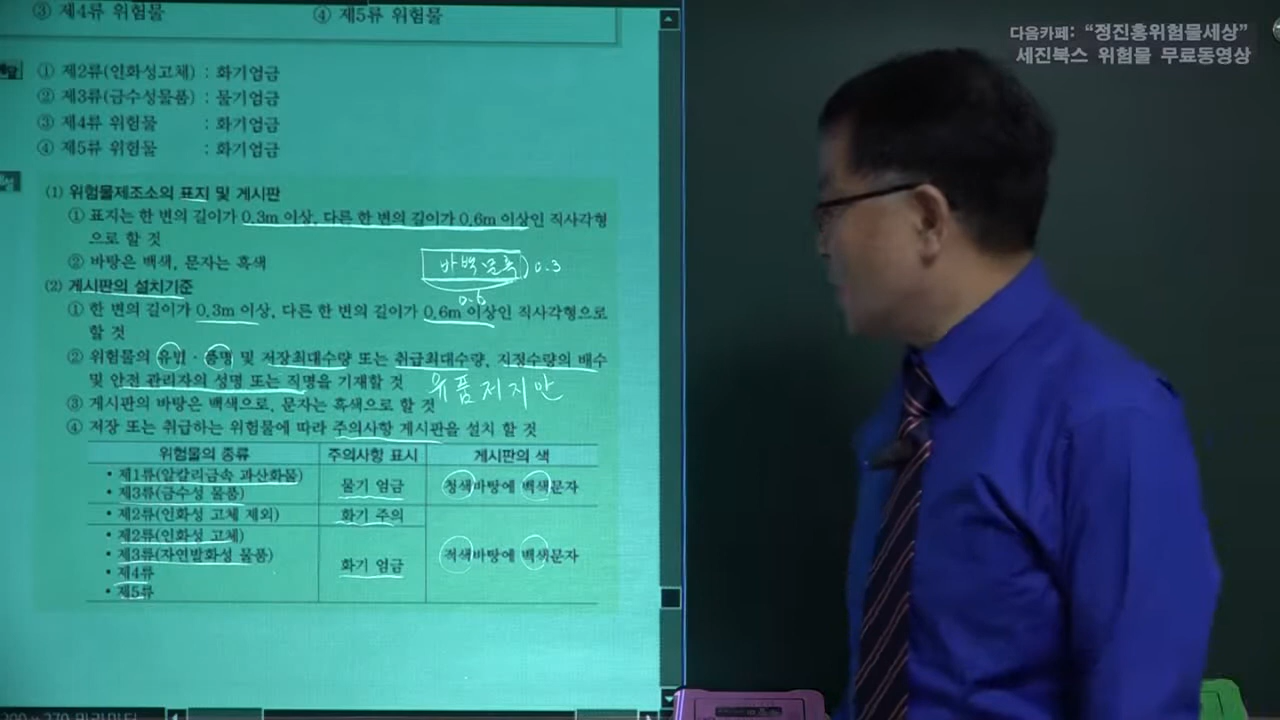 ③ 제4류 위험물 ④ 제5류 위험물
다음카페: “정진홍위험물세상”
세진북스 위험물 무료동영상
① 제2류(인화성고체) : 화기엄금
② 제3류(금수성물품) : 물기엄금
③ 제4류 위험물 : 화기엄금
④ 제5류 위험물 : 화기엄금
(1) 위험물제조소의 표지 및 게시판
① 표지는 한 변의 길이가 0.3m 이상, 다른 한 변의 길이가 0.6m 이상인 직사각형
으로 할 것
② 바탕은 백색, 문자는 흑색
바백문흑 0.3
0.6
(2) 게시판의 설치기준
① 한 변의 길이가 0.3m 이상, 다른 한 변의 길이가 0.6m 이상인 직사각형으로
할 것
② 위험물의 유별·품명 및 저장최대수량 또는 취급최대수량, 지정수량의 배수
및 안전 관리자의 성명 또는 직명을 기재할 것
유품저지안
③ 게시판의 바탕은 백색으로, 문자는 흑색으로 할 것
④ 저장 또는 취급하는 위험물에 따라 주의사항 게시판을 설치 할 것
위험물의 종류 주의사항 표시 게시판의 색
• 제1류(알칼리금속 과산화물)
• 제3류(금수성 물품)
물기 엄금 청색바탕에 백색문자
• 제2류(인화성 고체 제외) 화기 주의
• 제2류(인화성 고체)
• 제3류(자연발화성 물품)
• 제4류
• 제5류
화기 엄금 적색바탕에 백색문자